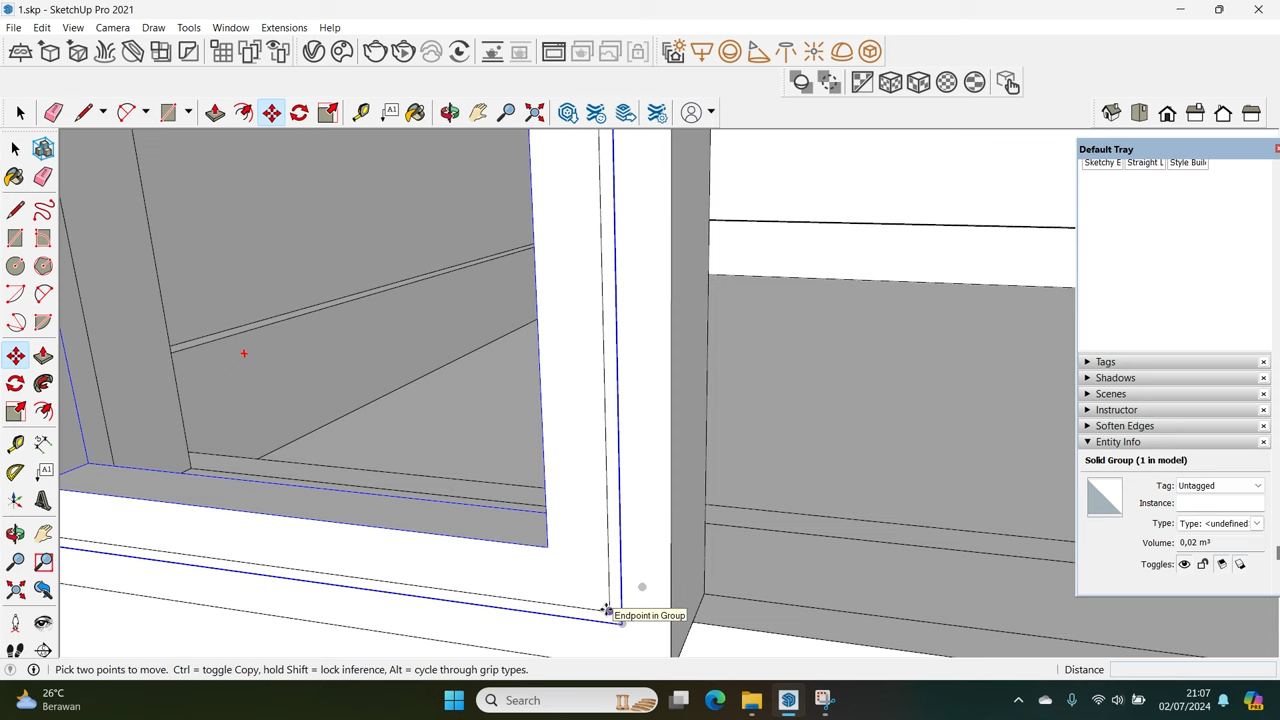 1.skp - SketchUp Pro 2021
File Edit View Camera Draw Tools Window Extensions Help
A1
Default Tray
Sketchy E Straight L Style Buil
Tags
Shadows
Scenes
Instructor
Soften Edges
Entity Info
Solid Group (1 in model)
Tag: Untagged
Instance:
Type: Type: <undefined
Volume: 0,02 m³
Toggles:
A1
Endpoint in Group
Pick two points to move. Ctrl = toggle Copy, hold Shift = lock inference, Alt = cycle through grip types.
Distance
26°C
Berawan
Search
21:07
02/07/2024